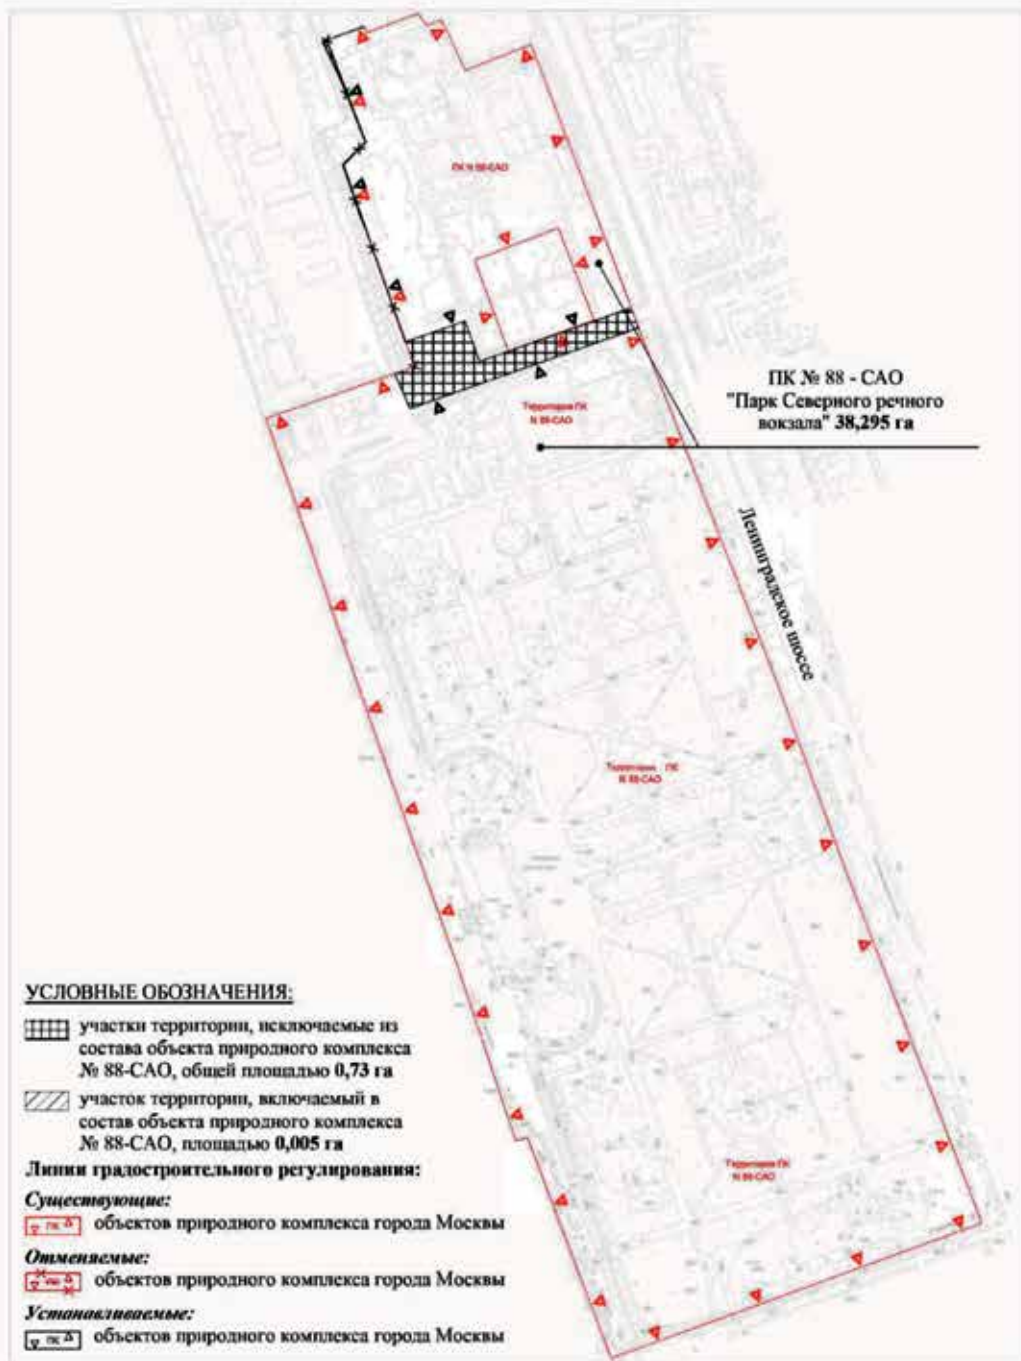 ПК N 88-САО
ПК № 88 - САО
"Парк Северного речного
вокзала" 38,295 га
Территория ПК
N 88-САО
Ленинградское шоссе
Территория ПК
N 88-САО
Территория ПК
N 88-САО
УСЛОВНЫЕ ОБОЗНАЧЕНИЯ:
участки территории, исключаемые из
состава объекта природного комплекса
№ 88-САО, общей площадью 0,73 га
участок территории, включаемый в
состав объекта природного комплекса
№ 88-САО, площадью 0,005 га
Линии градостроительного регулирования:
Существующие:
ПК объектов природного комплекса города Москвы
Отменяемые:
ПК объектов природного комплекса города Москвы
Устанавливаемые:
ПК объектов природного комплекса города Москвы